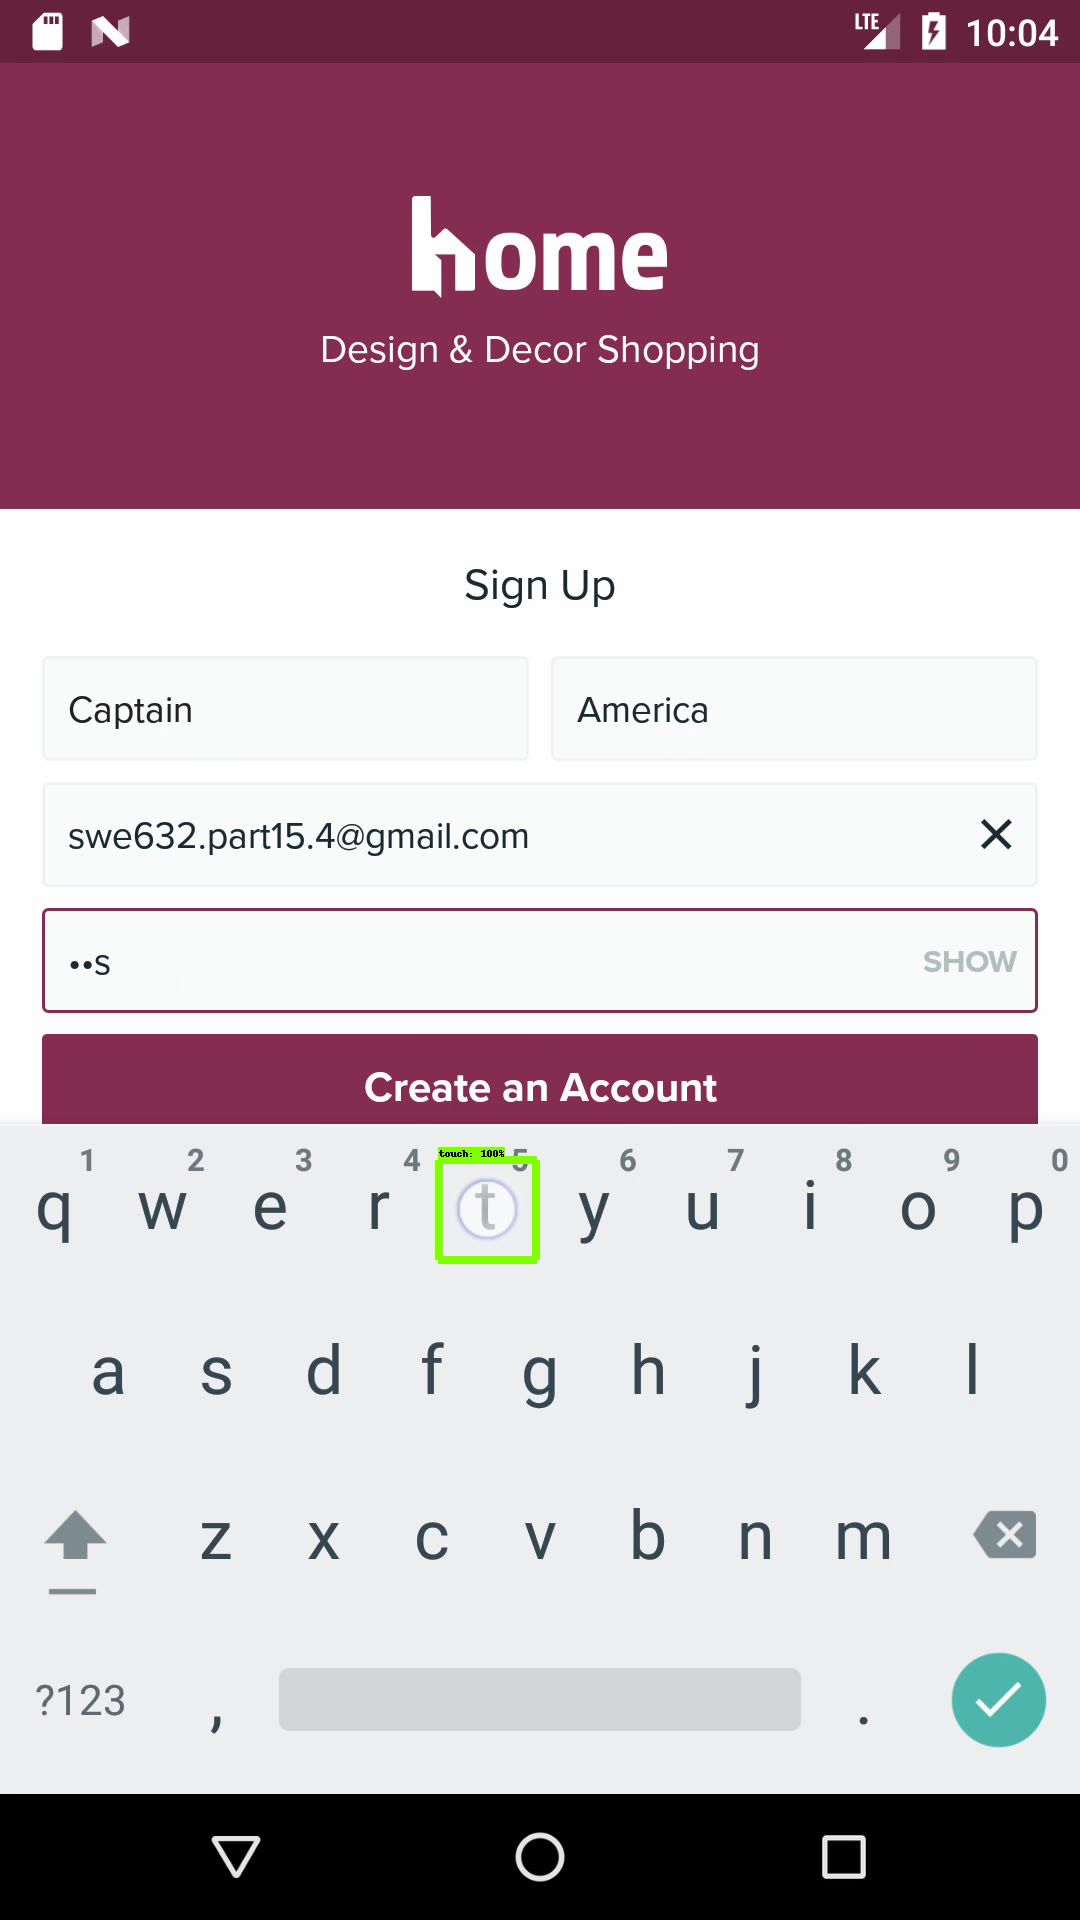 LTE 10:04
home
Design & Decor Shopping
Sign Up
Captain America
swe632.part15.4@gmail.com
••s SHOW
Create an Account
touch: 100%
1 2 3 4 5 6 7 8 9 0
q w e r t y u i o p
a s d f g h j k l
z x c v b n m
?123 , .